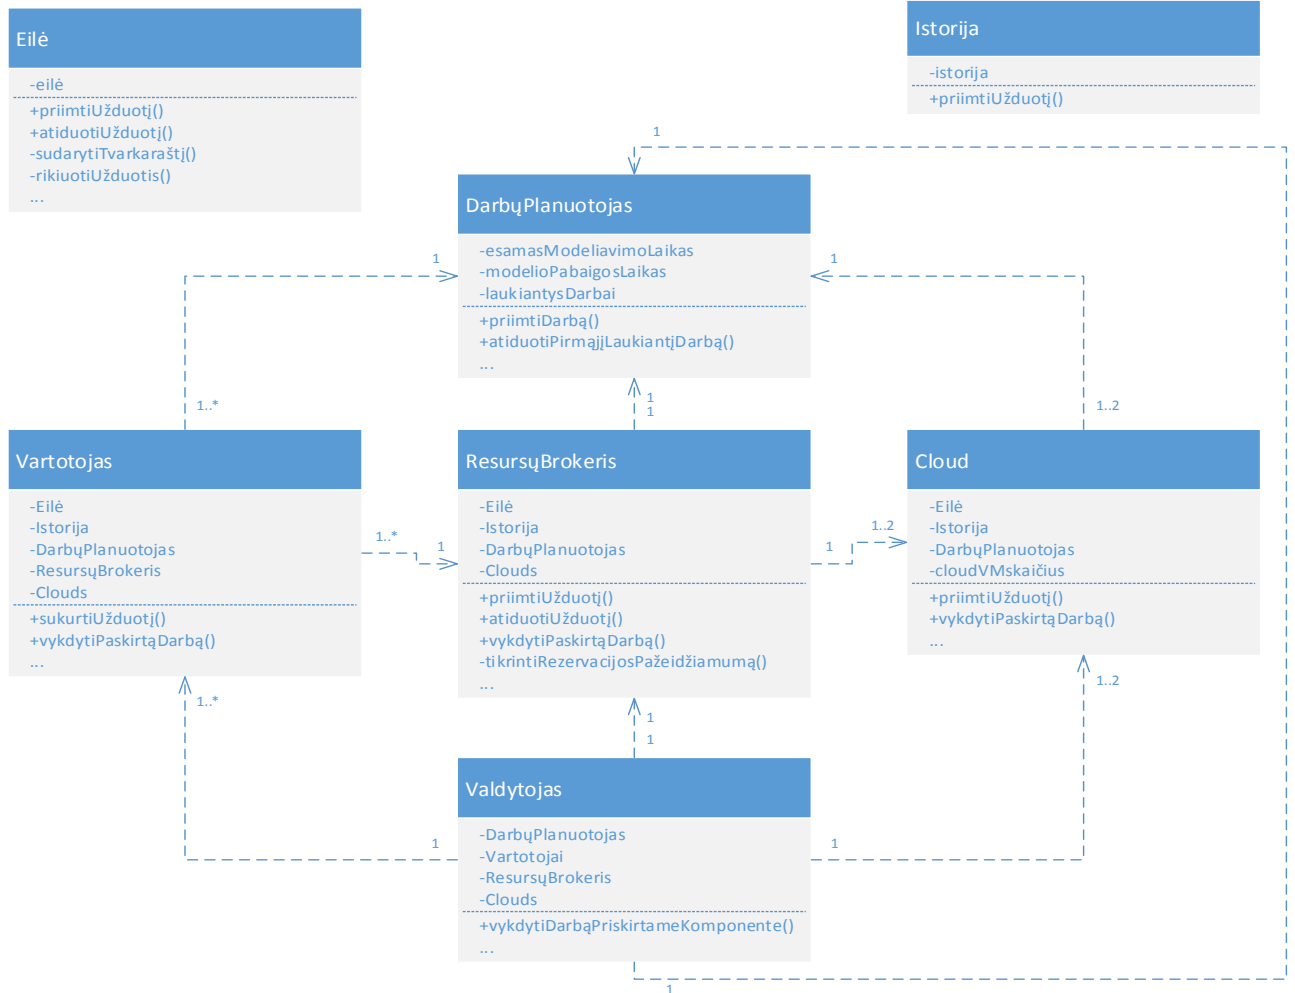 Eilė
-eilė
+priimtiUžduotį()
+atiduotiUžduotį()
-sudarytiTvarkaraštį()
-rikiuotiUžduotis()
...
Istorija
-istorija
+priimtiUžduotį()
1
DarbųPlanuotojas
-esamasModeliavimoLaikas
-modelioPabaigosLaikas
-laukiantysDarbai
+priimtiDarbą()
+atiduotiPirmąjįLaukiantįDarbą()
...
1
1
1..*
1
1
1..2
Vartotojas
-Eilė
-Istorija
-DarbųPlanuotojas
-ResursųBrokeris
-Clouds
+sukurtiUžduotį()
+vykdytiPaskirtąDarbą()
...
1..*
1
ResursųBrokeris
-Eilė
-Istorija
-DarbųPlanuotojas
-Clouds
+priimtiUžduotį()
+atiduotiUžduotį()
+vykdytiPaskirtąDarbą()
-tikrintiRezervacijosPažeidžiamumą()
...
1
1..2
Cloud
-Eilė
-Istorija
-DarbųPlanuotojas
-cloudVMskaičius
+priimtiUžduotį()
+vykdytiPaskirtąDarbą()
...
1..*
1
1
1..2
Valdytojas
-DarbųPlanuotojas
-Vartotojai
-ResursųBrokeris
-Clouds
+vykdytiDarbąPriskirtameKomponente()
...
1
1
1